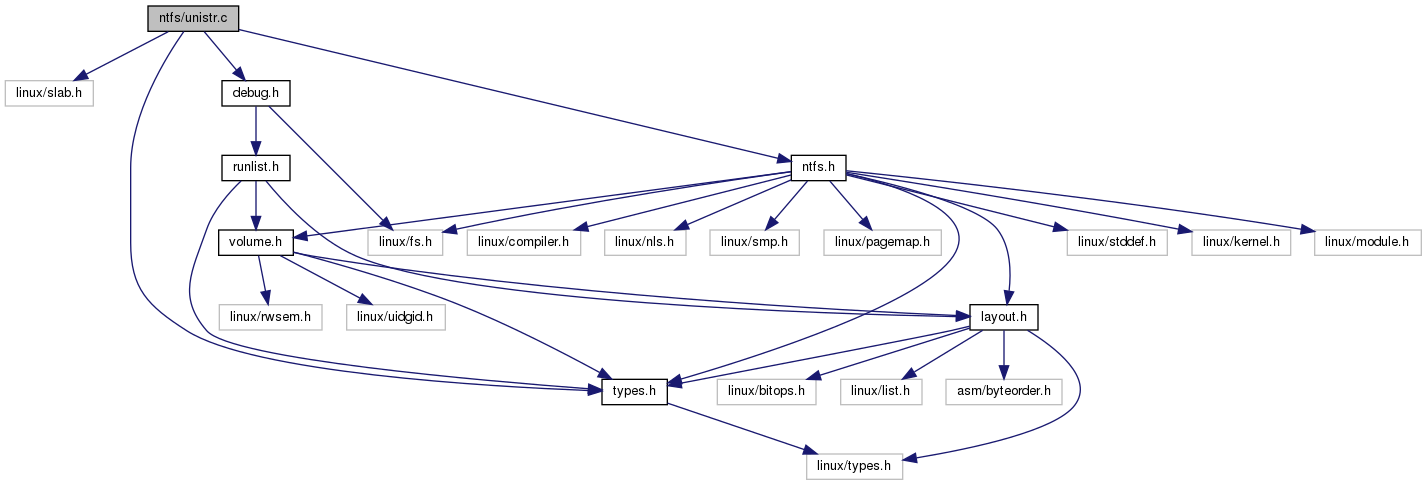 ntfs/unistr.c
linux/slab.h
debug.h
runlist.h
ntfs.h
volume.h
linux/fs.h
linux/compiler.h
linux/nls.h
linux/smp.h
linux/pagemap.h
linux/stddef.h
linux/kernel.h
linux/module.h
linux/rwsem.h
linux/uidgid.h
layout.h
types.h
linux/bitops.h
linux/list.h
asm/byteorder.h
linux/types.h